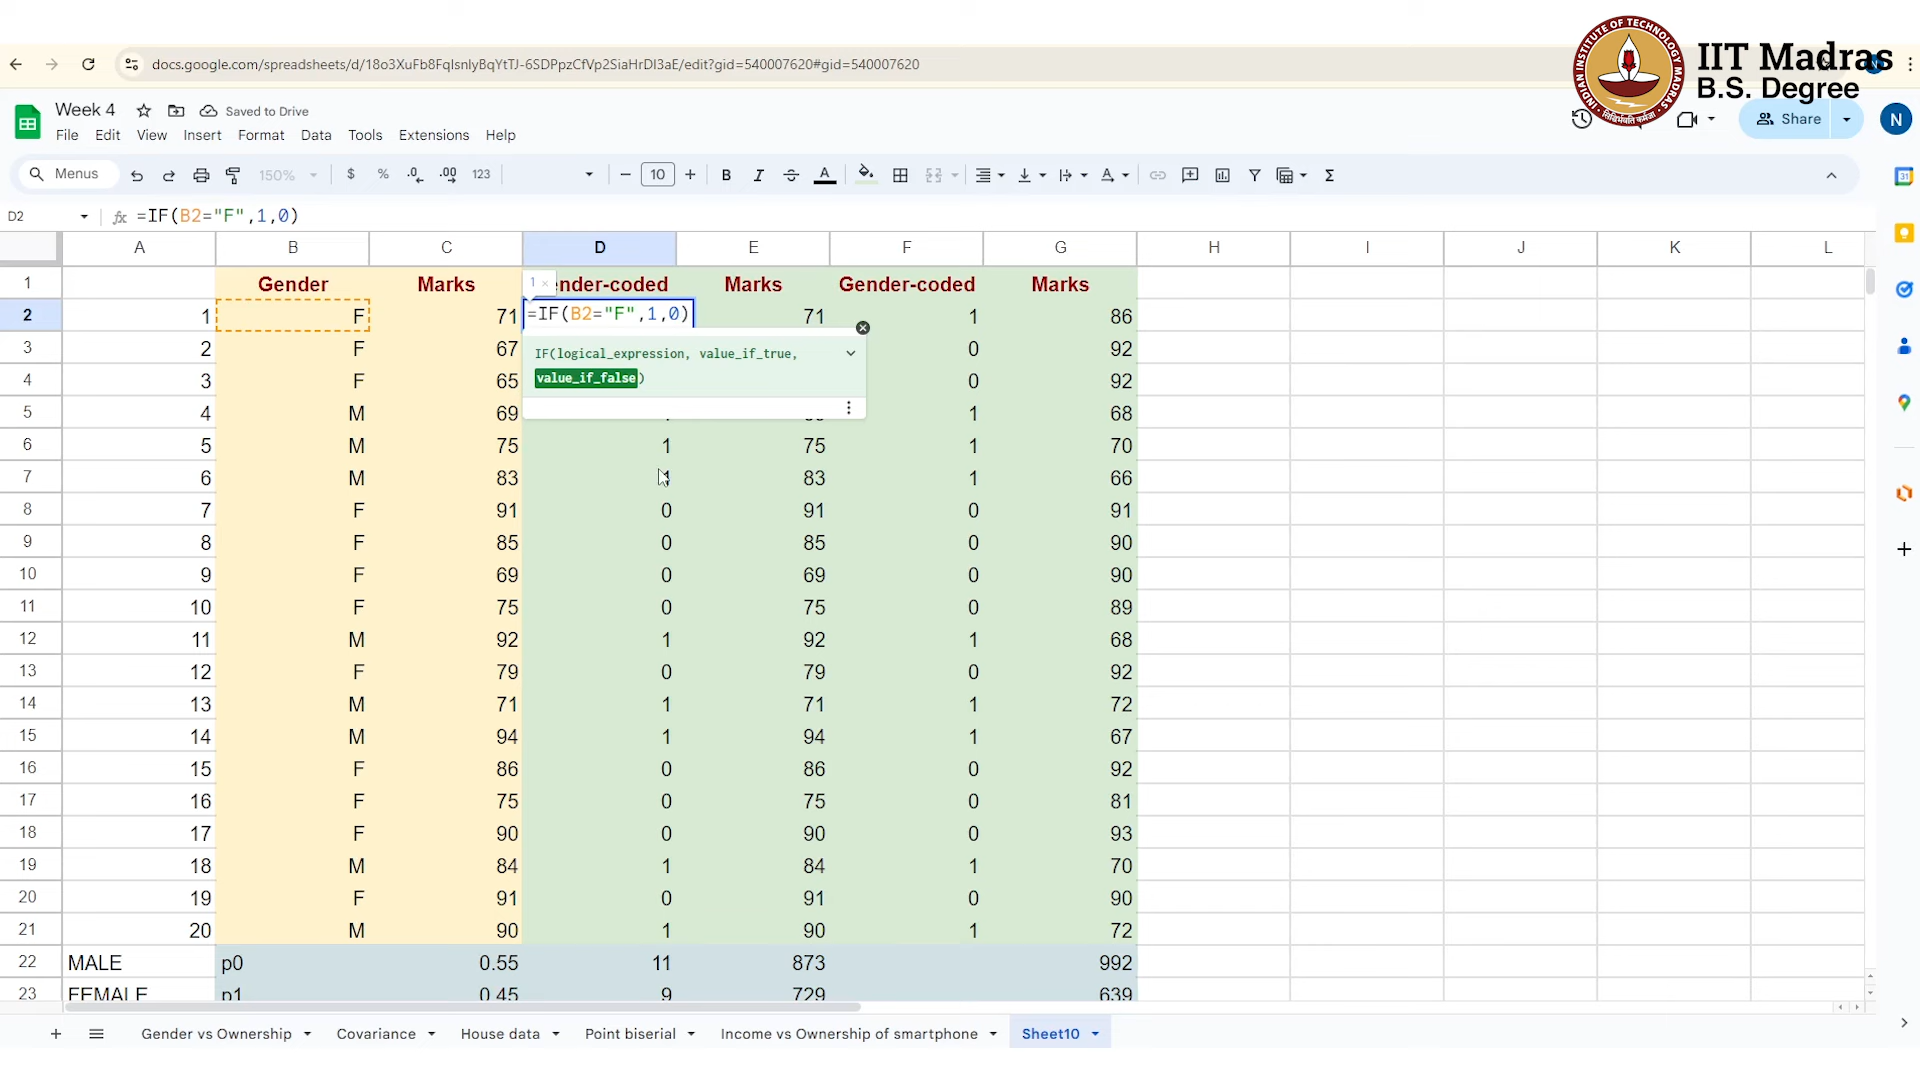 docs.google.com/spreadsheets/d/18o3XuFb8FqIsnlyBqYtTJ-6SDPpzCfVp2SiaHrDI3aE/edit?gid=540007620#gid=540007620
IIT Madras
B.S. Degree
INDIAN INSTITUTE OF TECHNOLOGY MADRAS
Week 4 Saved to Drive
File Edit View Insert Format Data Tools Extensions Help
Share N
Menus 150% $ % .0 .00 123 10 B I S A
D2 fx =IF(B2="F",1,0)
A B C D E F G H I J K L
1 Gender Marks 1 × ender-coded Marks Gender-coded Marks
2 1 F 71 =IF(B2="F",1,0) 71 1 86
3 2 F 67 0 92
IF(logical_expression, value_if_true,
value_if_false)
4 3 F 65 0 92
5 4 M 69 1 68
6 5 M 75 1 75 1 70
7 6 M 83 83 1 66
8 7 F 91 0 91 0 91
9 8 F 85 0 85 0 90
10 9 F 69 0 69 0 90
11 10 F 75 0 75 0 89
12 11 M 92 1 92 1 68
13 12 F 79 0 79 0 92
14 13 M 71 1 71 1 72
15 14 M 94 1 94 1 67
16 15 F 86 0 86 0 92
17 16 F 75 0 75 0 81
18 17 F 90 0 90 0 93
19 18 M 84 1 84 1 70
20 19 F 91 0 91 0 90
21 20 M 90 1 90 1 72
22 MALE p0 0.55 11 873 992
23 FEMALE p1 0.45 9 729 639
Gender vs Ownership Covariance House data Point biserial Income vs Ownership of smartphone Sheet10